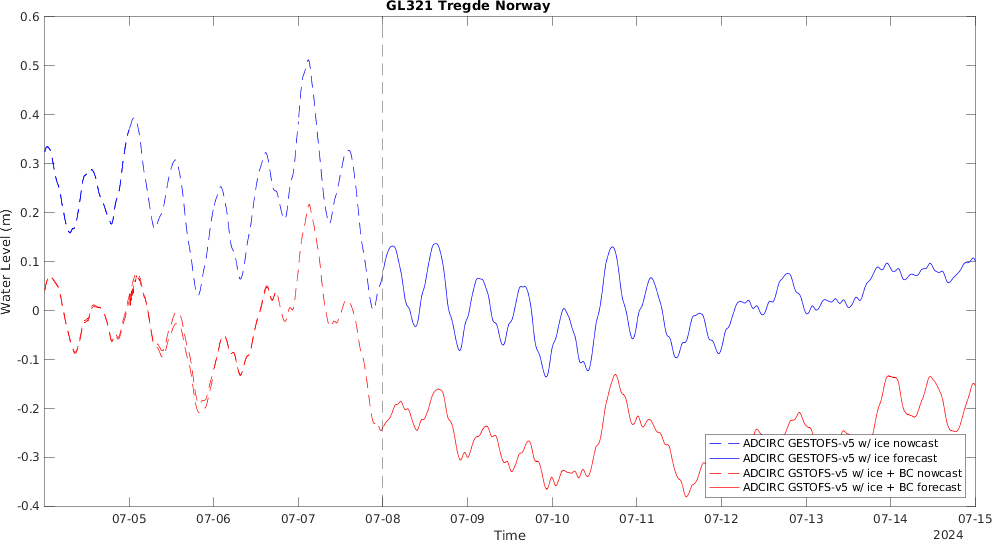 GL321 Tregde Norway
Water Level (m)
0.6
0.5
0.4
0.3
0.2
0.1
0
-0.1
-0.2
-0.3
-0.4
ADCIRC GESTOFS-v5 w/ ice nowcast
ADCIRC GESTOFS-v5 w/ ice forecast
ADCIRC GSTOFS-v5 w/ ice + BC nowcast
ADCIRC GSTOFS-v5 w/ ice + BC forecast
07-05 07-06 07-07 07-08 07-09 07-10 07-11 07-12 07-13 07-14 07-15
Time
2024